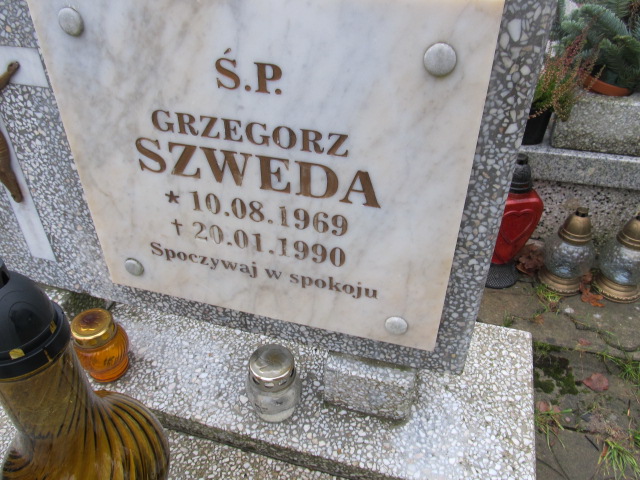 Ś.P.
GRZEGORZ
SZWEDA
* 10.08.1969
† 20.01.1990
Spoczywaj w spokoju